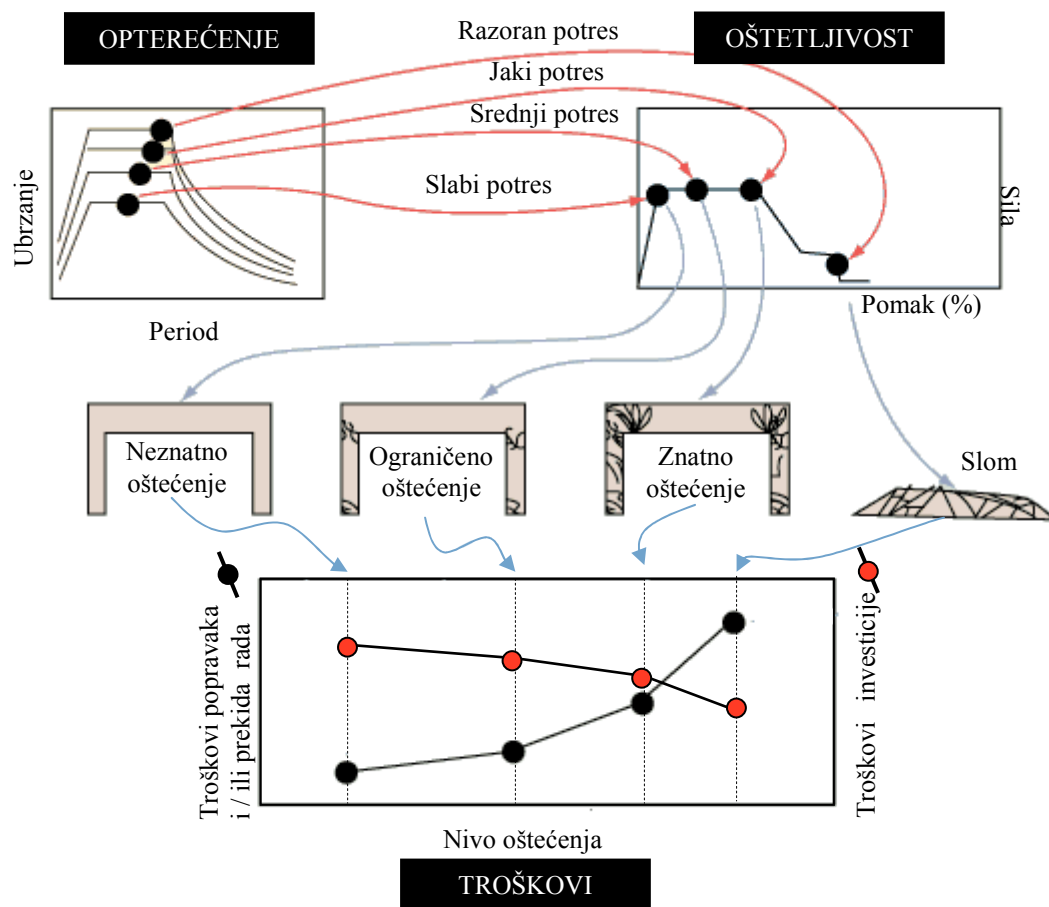 OPTEREĆENJE
Razoran potres
OŠTETLJIVOST
Jaki potres
Srednji potres
Slabi potres
Ubrzanje
Sila
Period
Pomak (%)
Neznatno
oštećenje
Ograničeno
oštećenje
Znatno
oštećenje
Slom
Troškovi popravaka
i / ili prekida rada
Troškovi investicije
Nivo oštećenja
TROŠKOVI